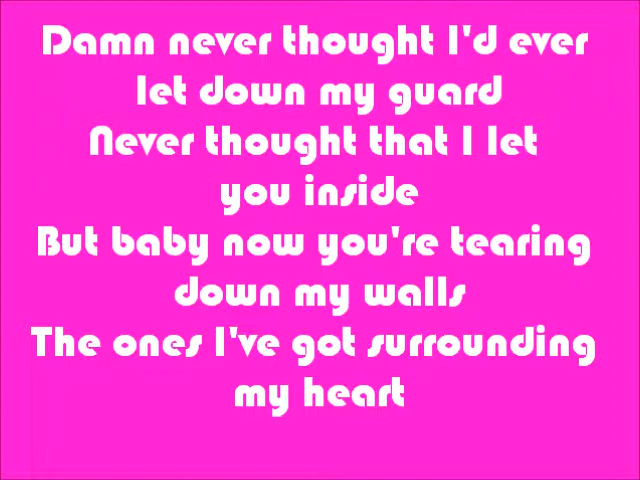 Damn never thought I'd ever
let down my guard
Never thought that I let
you inside
But baby now you're tearing
down my walls
The ones I've got surrounding
my heart